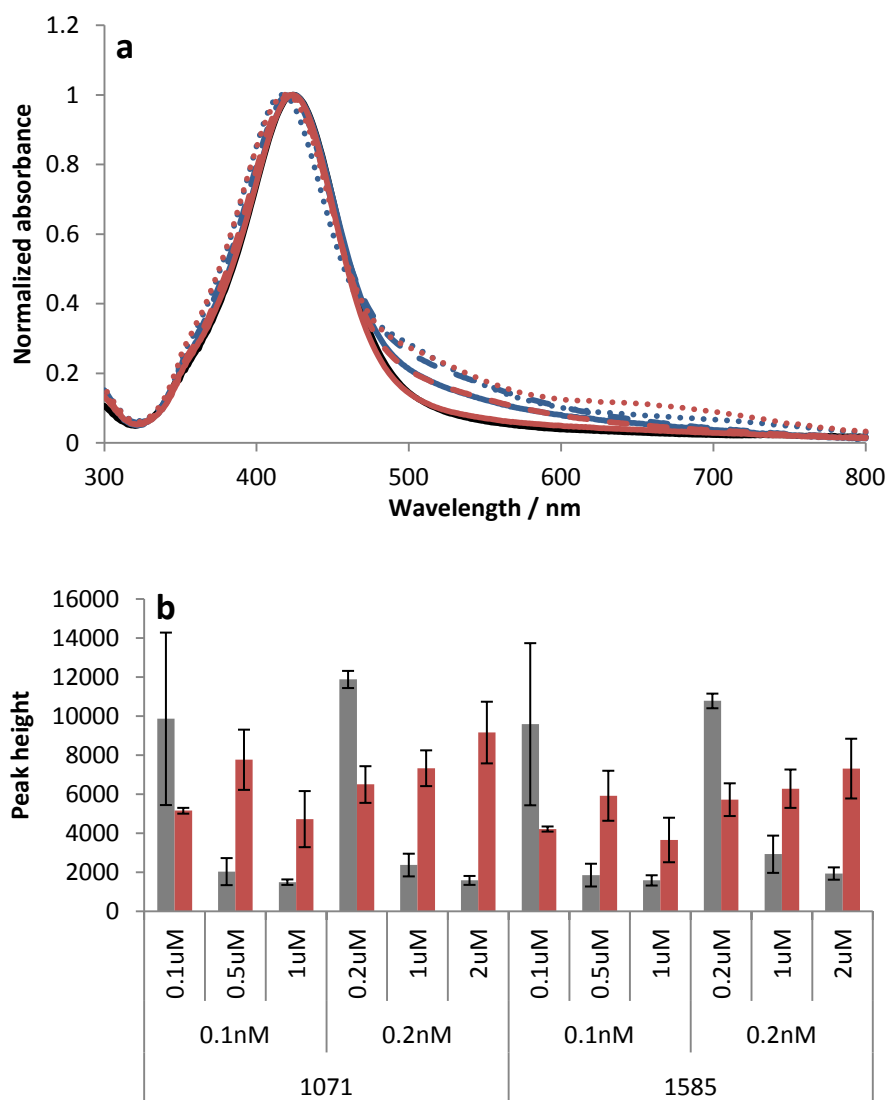 a
1.2
1
0.8
0.6
0.4
0.2
0
Normalized absorbance
300 400 500 600 700 800
Wavelength / nm
b
16000
14000
12000
10000
8000
6000
4000
2000
0
Peak height
0.1uM 0.5uM 1uM 0.2uM 1uM 2uM 0.1uM 0.5uM 1uM 0.2uM 1uM 2uM
0.1nM 0.2nM 0.1nM 0.2nM
1071 1585